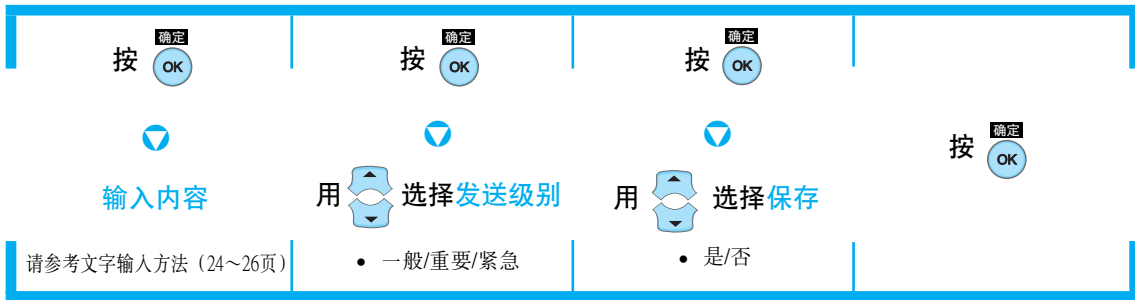 确定
按 OK
输入内容
请参考文字输入方法（24～26页）
确定
按 OK
用 选择发送级别
• 一般/重要/紧急
确定
按 OK
用 选择保存
• 是/否
确定
按 OK